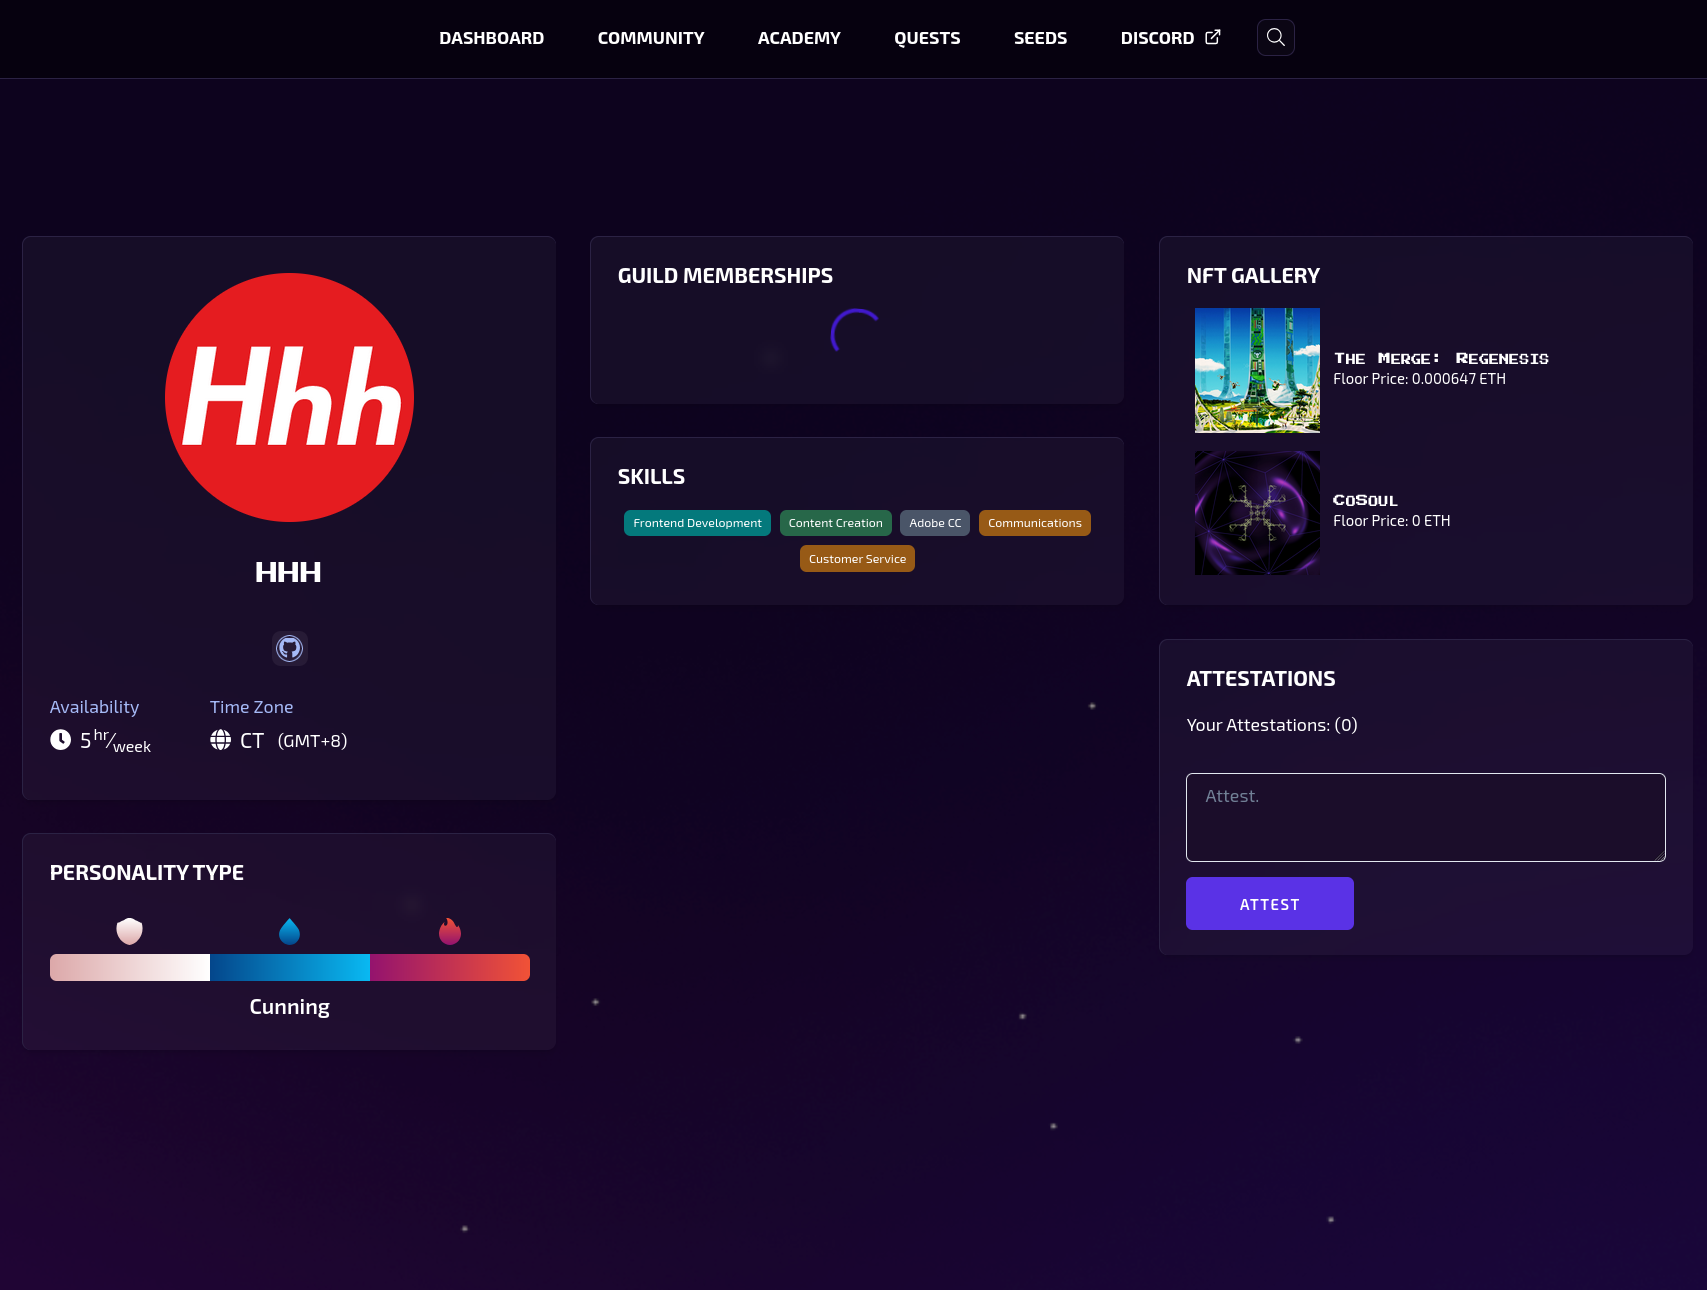 DASHBOARD
COMMUNITY
ACADEMY
QUESTS
SEEDS
DISCORD
Hhh
HHH
Availability
5 hr/week
Time Zone
CT (GMT+8)
PERSONALITY TYPE
Cunning
GUILD MEMBERSHIPS
SKILLS
Frontend Development
Content Creation
Adobe CC
Communications
Customer Service
NFT GALLERY
The Merge: Regenesis
Floor Price: 0.000647 ETH
CoSoul
Floor Price: 0 ETH
ATTESTATIONS
Your Attestations: (0)
Attest.
ATTEST